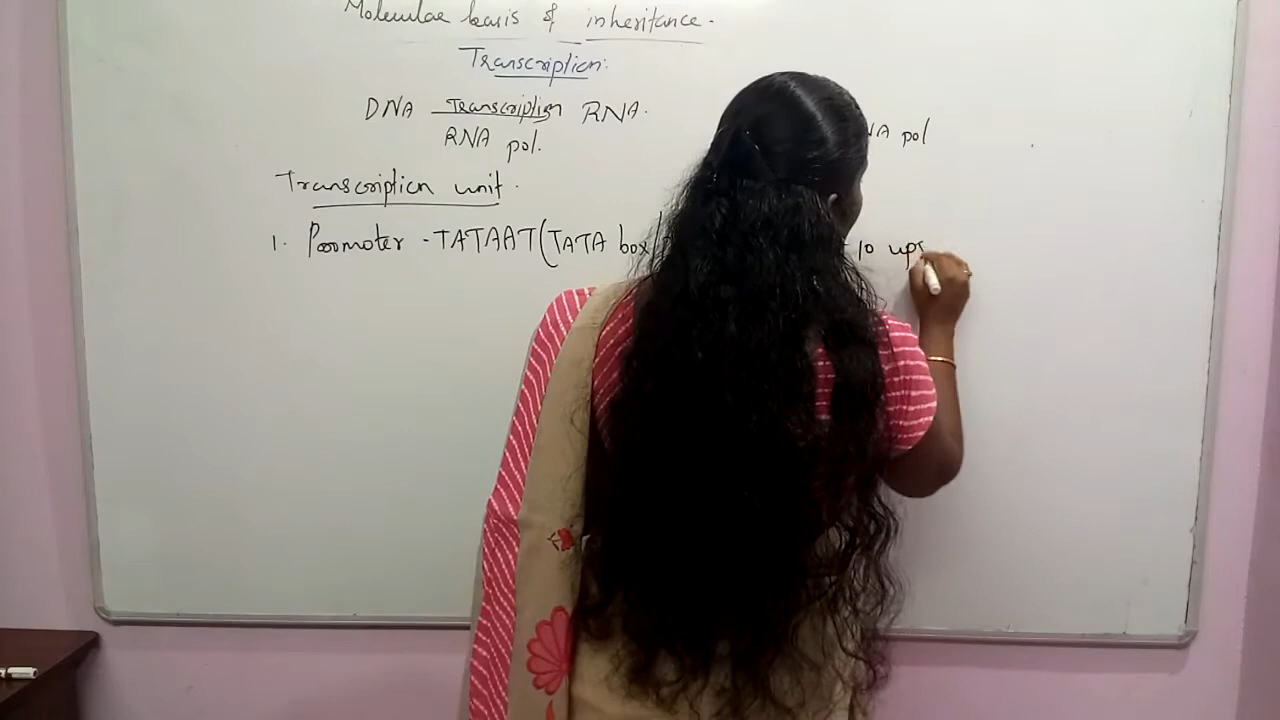 Molecular basis of inheritance.
Transcription.
DNA Transcription RNA.
RNA pol.
NA pol
Transcription unit.
1. Promoter - TATAAT (TATA box/ - 10 ups